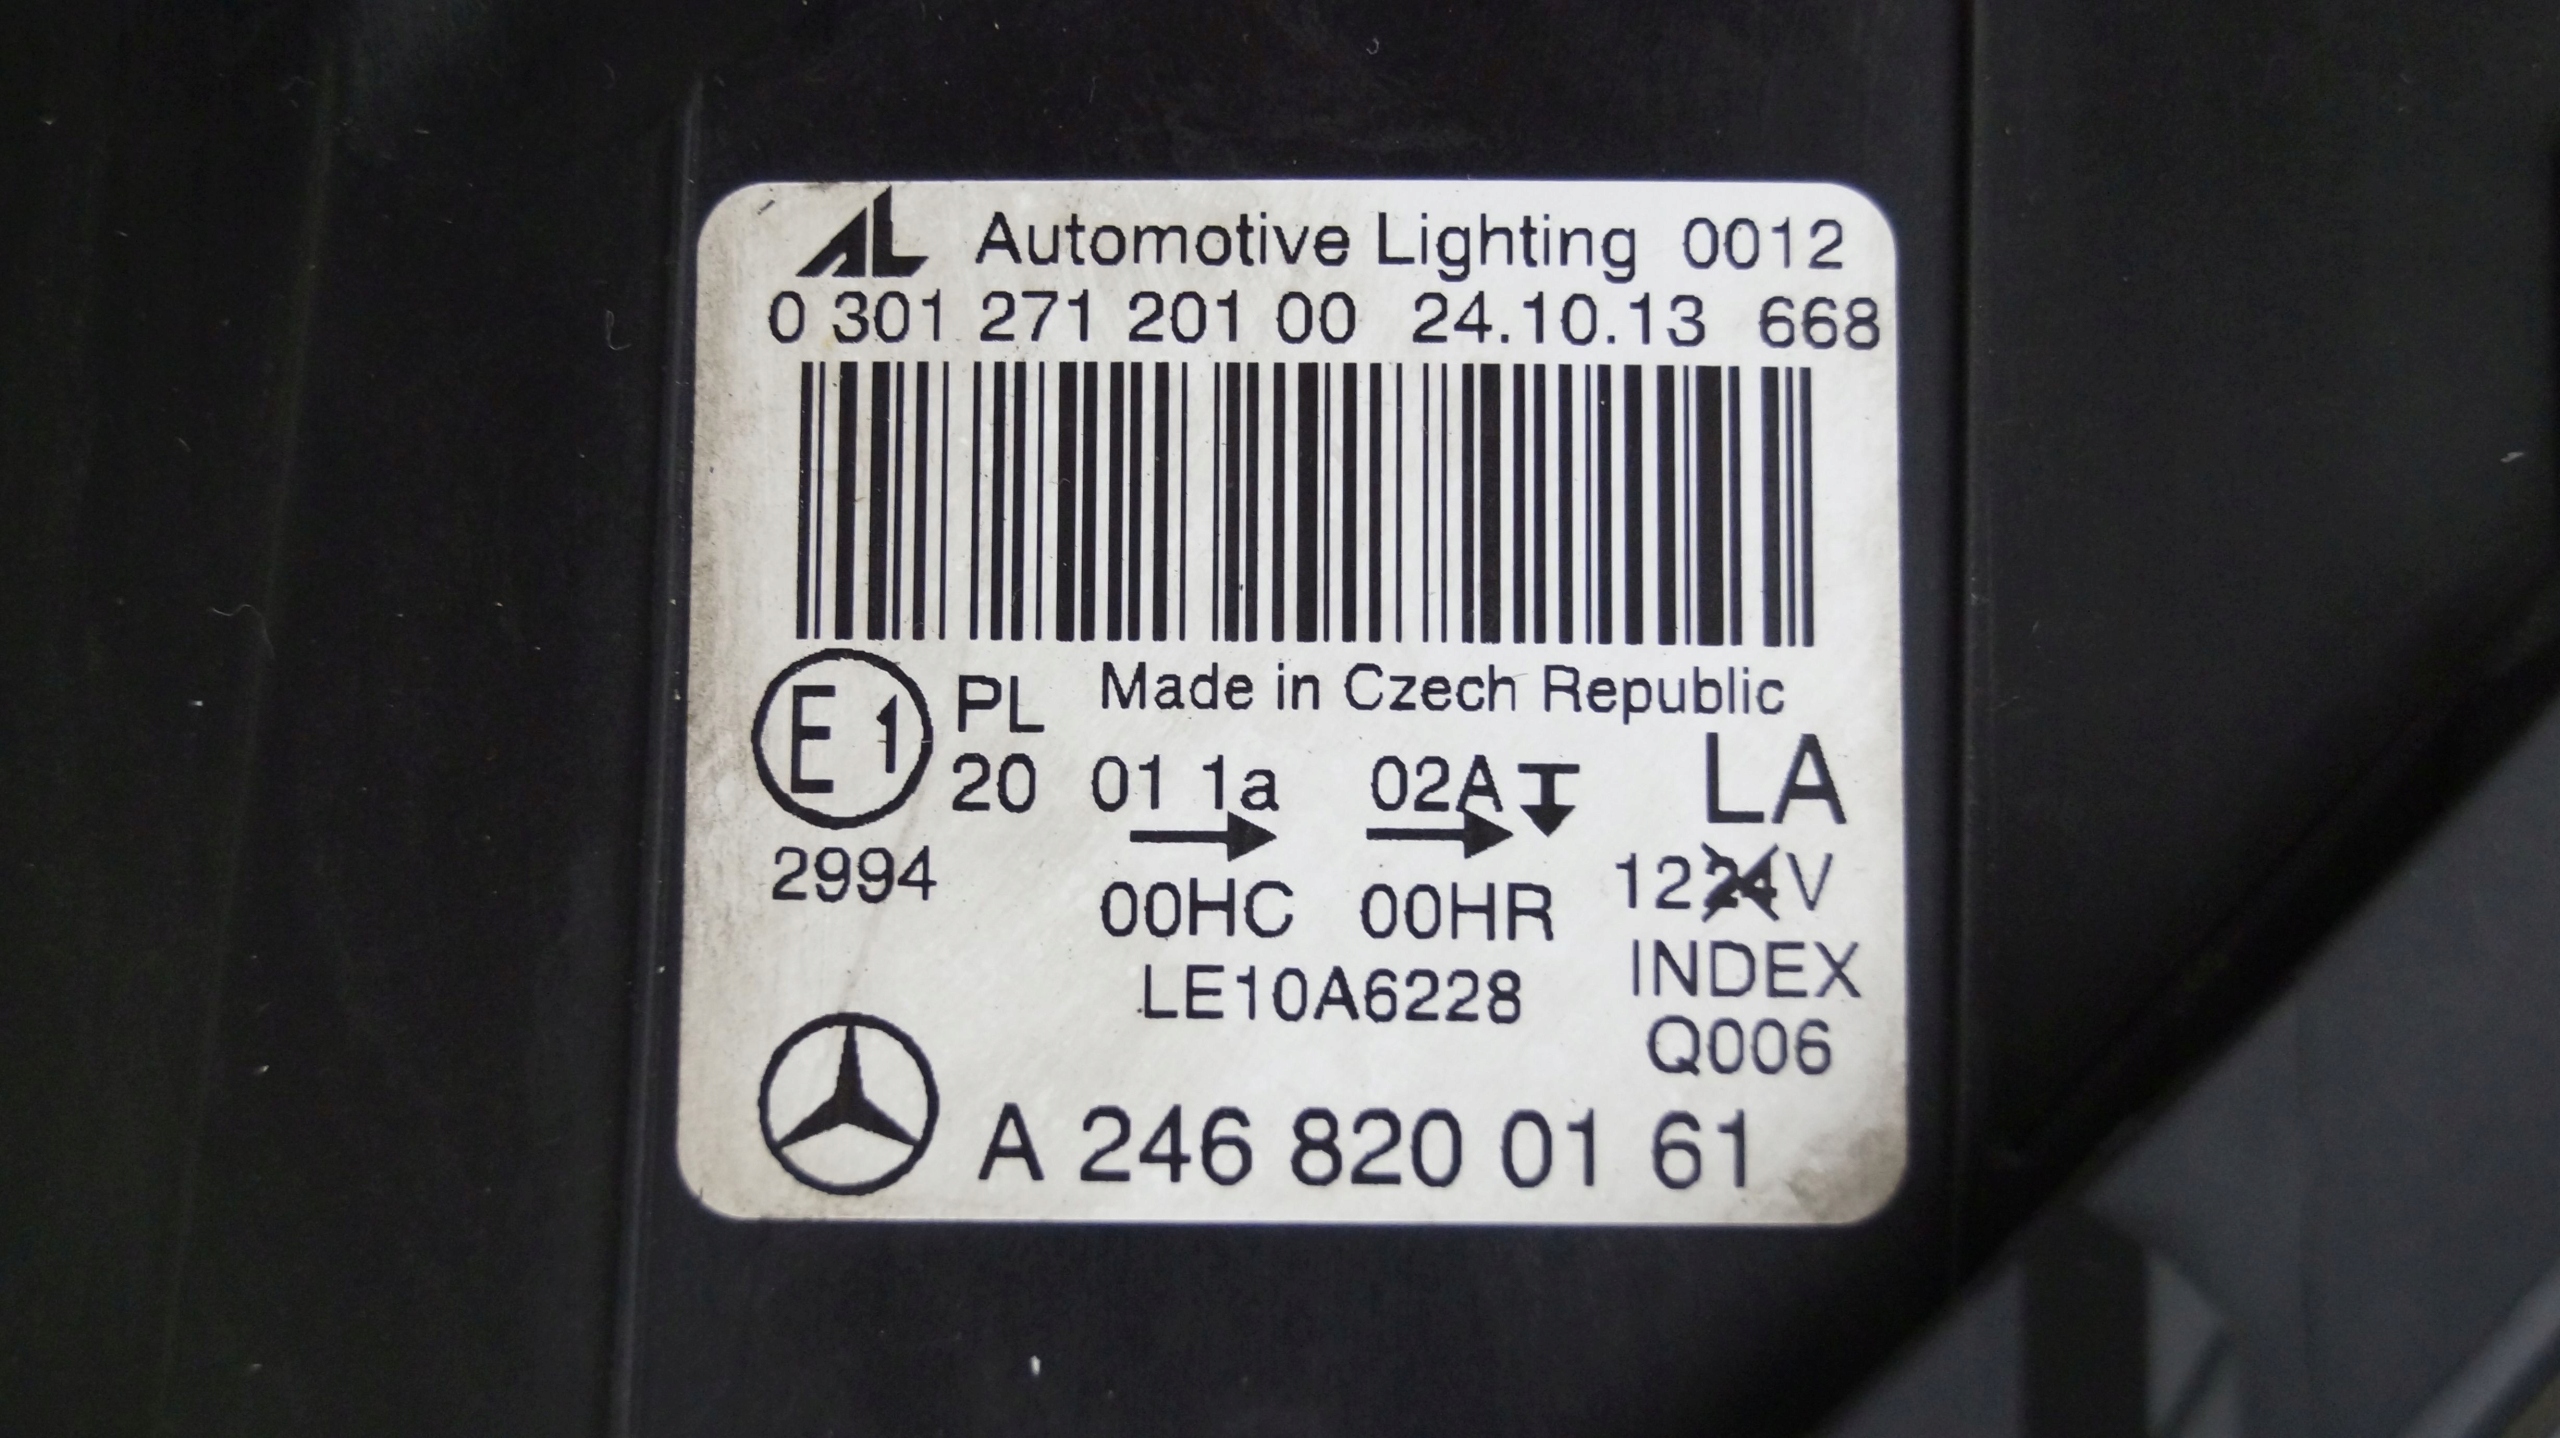 AL Automotive Lighting 0012
0 301 271 201 00 24.10.13 668
E1 PL Made in Czech Republic
20 01 1a 02A LA
2994 00HC 00HR 12 24 V
LE10A6228 INDEX
Q006
A 246 820 01 61